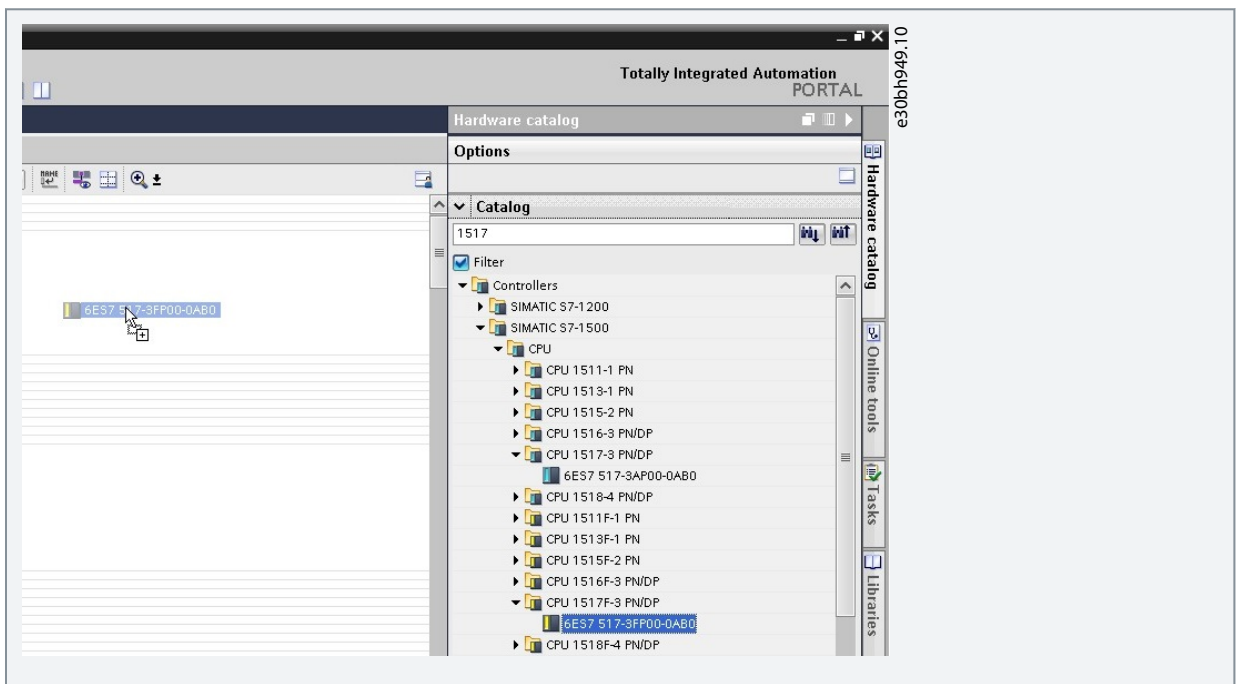 Totally Integrated Automation
PORTAL
e30bh949.10
Hardware catalog
Options
NAME
Catalog
1517
Filter
Controllers
SIMATIC S7-1200
SIMATIC S7-1500
CPU
CPU 1511-1 PN
CPU 1513-1 PN
CPU 1515-2 PN
CPU 1516-3 PN/DP
CPU 1517-3 PN/DP
6ES7 517-3AP00-0AB0
CPU 1518-4 PN/DP
CPU 1511F-1 PN
CPU 1513F-1 PN
CPU 1515F-2 PN
CPU 1516F-3 PN/DP
CPU 1517F-3 PN/DP
6ES7 517-3FP00-0AB0
CPU 1518F-4 PN/DP
6ES7 517-3FP00-0AB0
Hardware catalog
Online tools
Tasks
Libraries